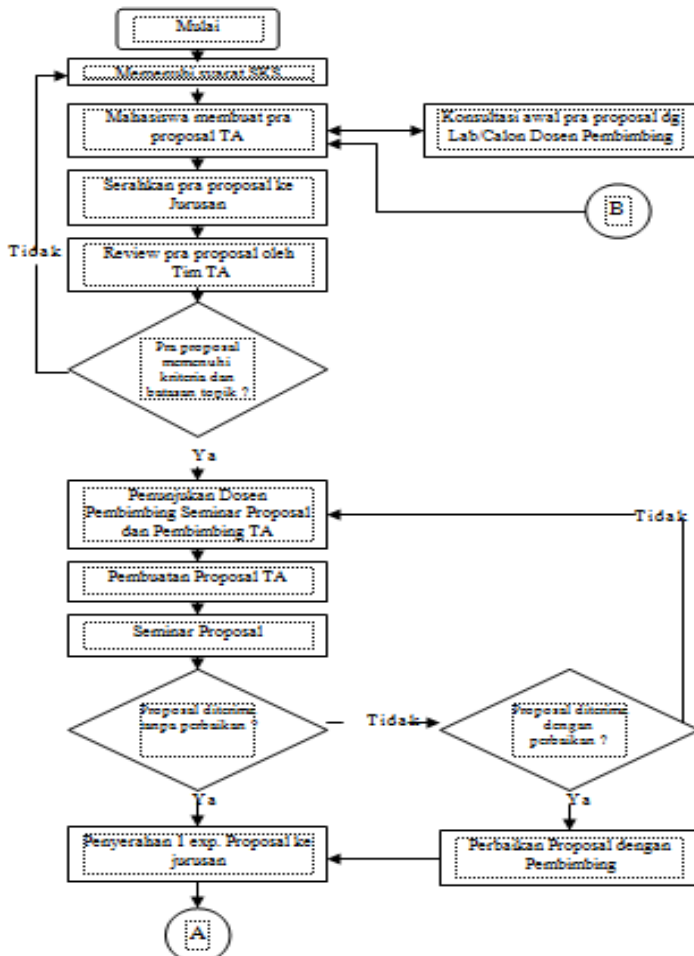 Mulai
Memenuhi syarat SKS
Mahasiswa membuat pra
proposal TA
Konsultasi awal pra proposal dg
Lab/Calon Dosen Pembimbing
Serahkan pra proposal ke
Jurusan
B
Tidak
Review pra proposal oleh
Tim TA
Pra proposal
memenuhi
kriteria dan
batasan topik ?
Ya
Penunjukan Dosen
Pembimbing Seminar Proposal
dan Pembimbing TA
Tidak
Pembuatan Proposal TA
Seminar Proposal
Proposal diterima
tanpa perbaikan ?
Tidak
Proposal diterima
dengan
perbaikan ?
Ya
Ya
Penyerahan 1 exp. Proposal ke
jurusan
Perbaikan Proposal dengan
Pembimbing
A